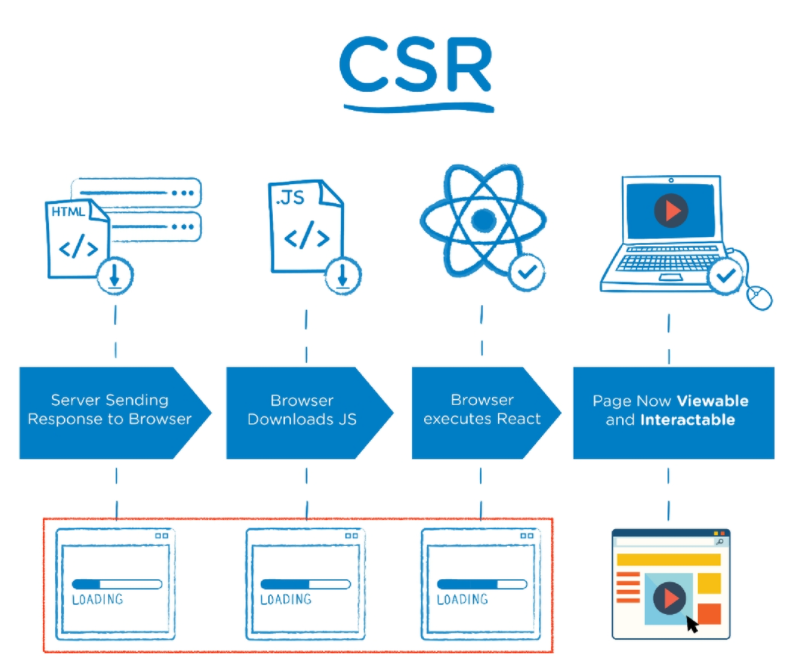 CSR
HTML
</>
.JS
</>
Server Sending
Response to Browser
Browser
Downloads JS
Browser
executes React
Page Now Viewable
and Interactable
LOADING
LOADING
LOADING